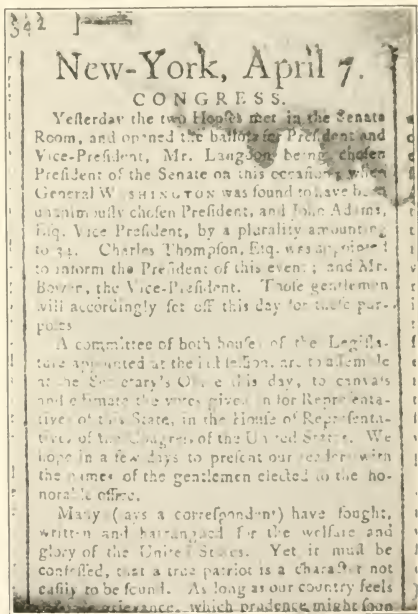 342
New-York, April 7.
CONGRESS.
Yeſterday the two Houſes met in the Senate
Room, and opened the ballots for Preſident and
Vice-Preſident, Mr. Langdon being choſen
Preſident of the Senate on this occaſion; when
General WASHINGTON was found to have been
unanimouſly choſen Preſident, and John Adams,
Eſq. Vice Preſident, by a plurality amounting
to 34. Charles Thompſon, Eſq. was appointed
to inform the Preſident of this event; and Mr.
the Vice-Preſident. Thoſe gentlemen
will accordingly ſet off this day for theſe pur-
poſes
A committee of both houſes of the Legiſla-
ture appointed at the ſeſſion, are to aſſemble
at the Secretary's Office this day, to canvaſs
and eſtimate the votes given in for Repreſenta-
tives of this State, in the Houſe of Repreſenta-
tives of the Congreſs of the United States. We
hope in a few days to preſent our readers with
the names of the gentlemen elected to the ho-
norable office.
Many (ſays a correſpondent) have fought,
written and harrangued for the welfare and
glory of the United States. Yet it muſt be
confeſſed, that a true patriot is a character not
eaſily to be found. As long as our country feels
grievance, which prudence might ſoon